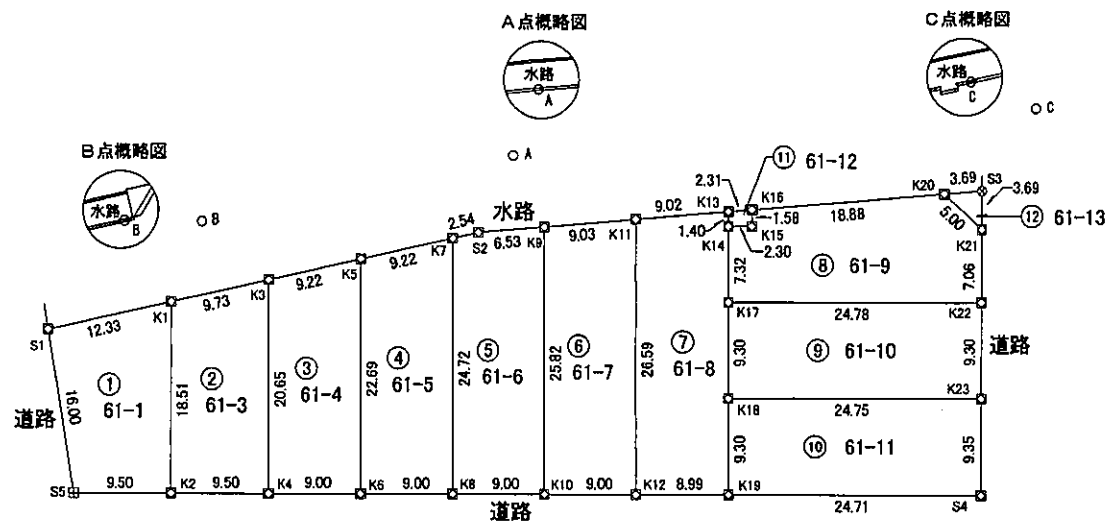 A点概略図
C点概略図
水路
A
水路
C
C
B点概略図
水路
B
B
A
⑪ 61-12
S3
K20
3.69
3.69
⑫ 61-13
K13
2.31
K16
18.88
5.00
K21
水路
2.54
K7
S2
6.53
K9
9.03
K11
9.02
1.40
K14
1.58
K15
2.30
⑧ 61-9
7.06
7.32
S1
12.33
K1
9.73
K3
9.22
K5
9.22
K17
24.78
K22
道路
16.00
① 61-1
18.51
② 61-3
20.65
③ 61-4
22.69
④ 61-5
24.72
⑤ 61-6
25.82
⑥ 61-7
26.59
⑦ 61-8
9.30
⑨ 61-10
9.30
道路
K18
24.75
K23
9.30
⑩ 61-11
9.35
S5
9.50
K2
9.50
K4
9.00
K6
9.00
K8
9.00
K10
9.00
K12
8.99
K19
24.71
S4
道路